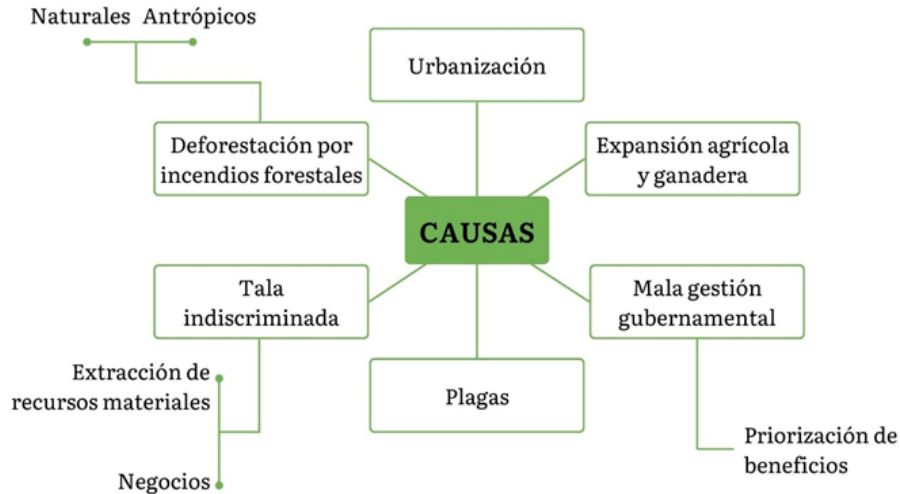 Naturales Antrópicos
Urbanización
Deforestación por
incendios forestales
Expansión agrícola
y ganadera
CAUSAS
Tala
indiscriminada
Mala gestión
gubernamental
Plagas
Extracción de
recursos materiales
Negocios
Priorización de
beneficios